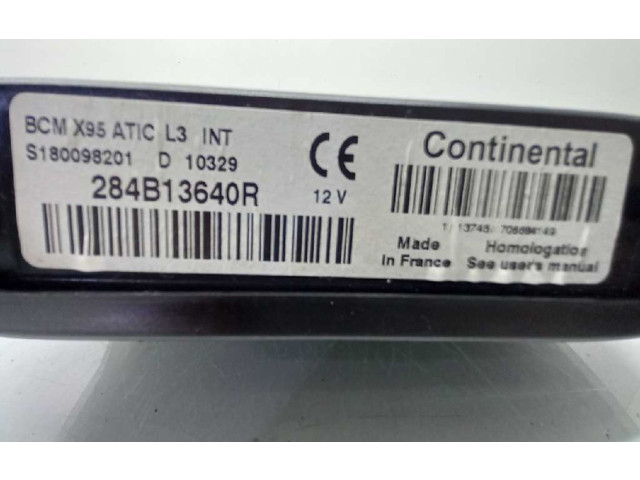 BCM X95 ATIC L3 INT
S180098201 D 10329
284B13640R
12 V
CE
Continental
Made in France
Homologation
See user's manual